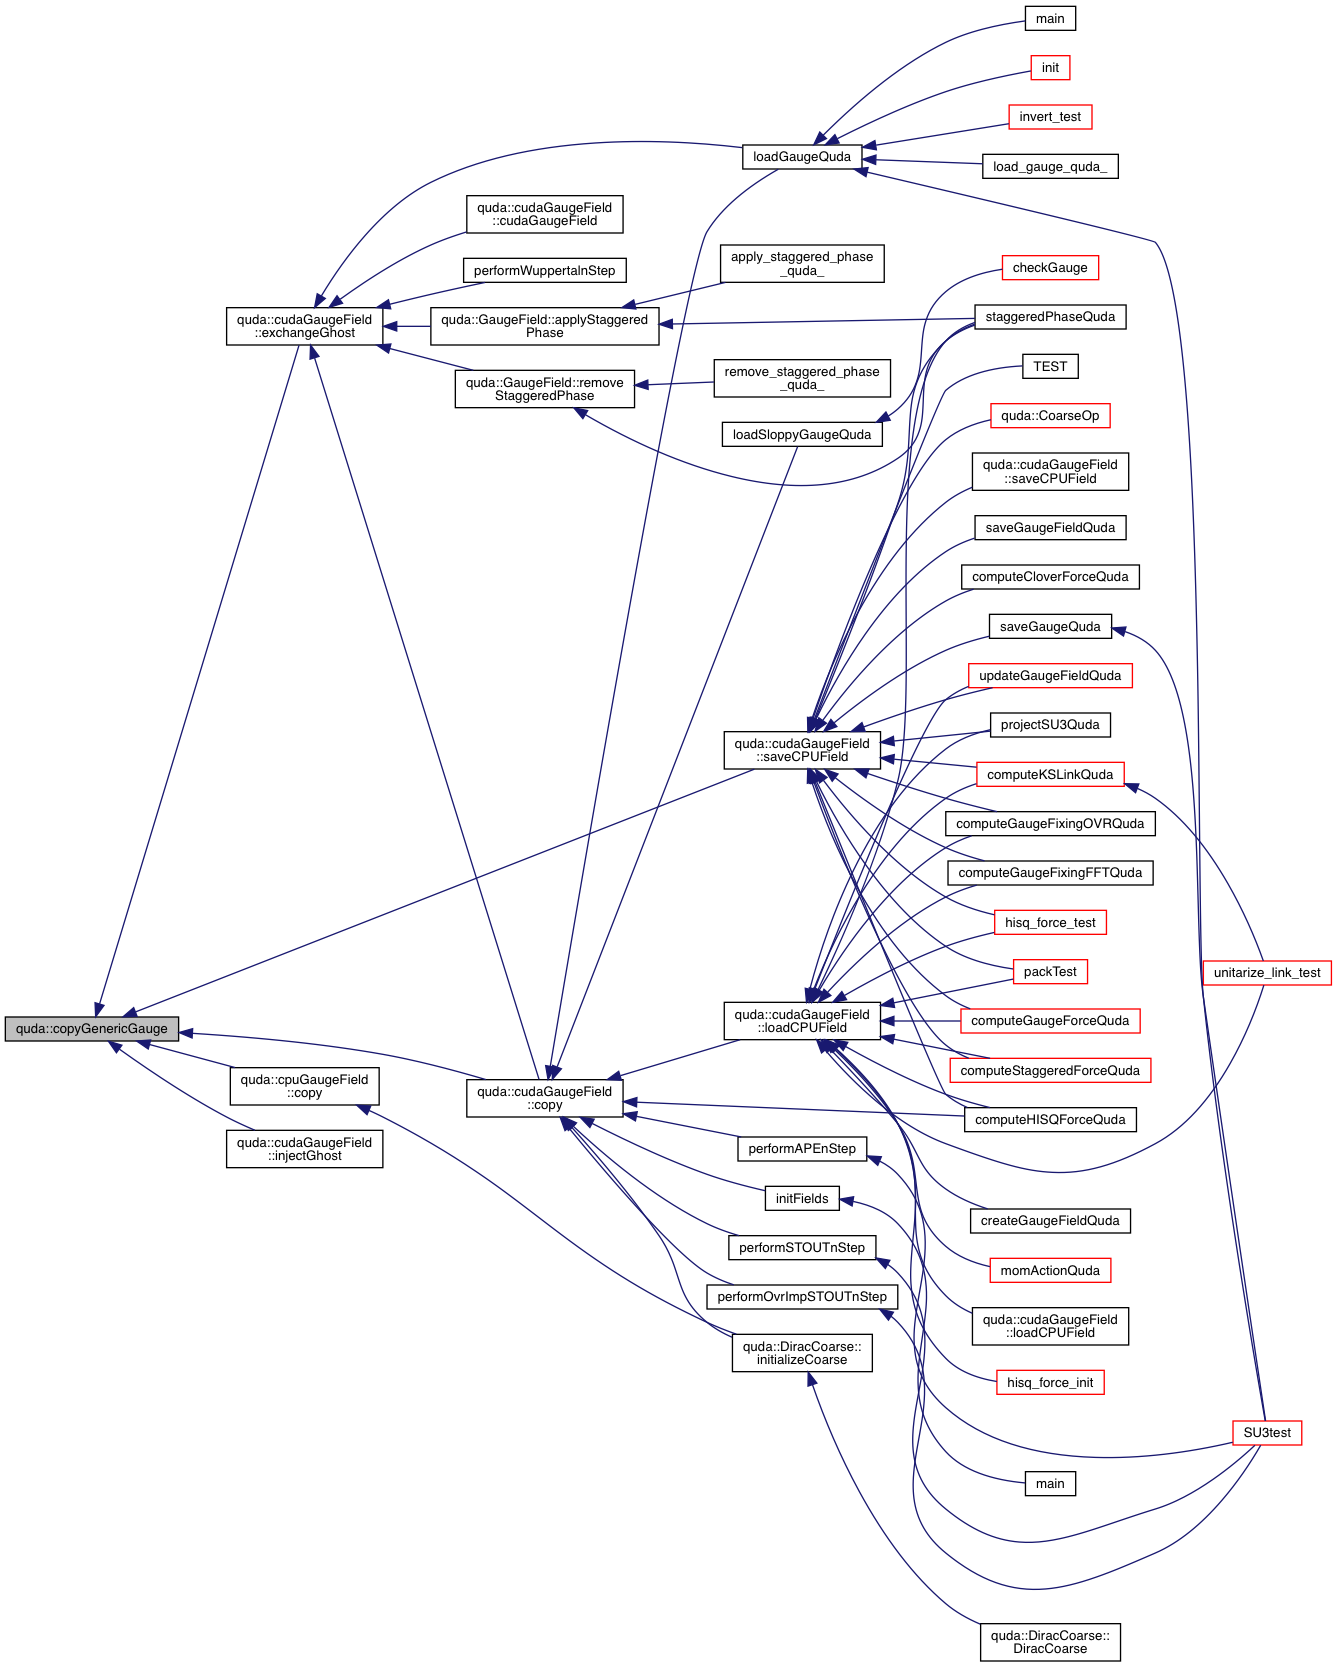 main
init
invert_test
loadGaugeQuda
load_gauge_quda_
quda::cudaGaugeField
::cudaGaugeField
apply_staggered_phase
_quda_
checkGauge
performWuppertalnStep
quda::cudaGaugeField
::exchangeGhost
quda::GaugeField::applyStaggered
Phase
staggeredPhaseQuda
TEST
quda::GaugeField::remove
StaggeredPhase
remove_staggered_phase
_quda_
quda::CoarseOp
loadSloppyGaugeQuda
quda::cudaGaugeField
::saveCPUField
saveGaugeFieldQuda
computeCloverForceQuda
saveGaugeQuda
updateGaugeFieldQuda
projectSU3Quda
quda::cudaGaugeField
::saveCPUField
computeKSLinkQuda
computeGaugeFixingOVRQuda
computeGaugeFixingFFTQuda
hisq_force_test
packTest
unitarize_link_test
quda::copyGenericGauge
quda::cudaGaugeField
::loadCPUField
computeGaugeForceQuda
computeStaggeredForceQuda
quda::cpuGaugeField
::copy
quda::cudaGaugeField
::copy
computeHISQForceQuda
quda::cudaGaugeField
::injectGhost
performAPEnStep
initFields
createGaugeFieldQuda
performSTOUTnStep
momActionQuda
performOvrImpSTOUTnStep
quda::cudaGaugeField
::loadCPUField
quda::DiracCoarse::
initializeCoarse
hisq_force_init
SU3test
main
quda::DiracCoarse::
DiracCoarse